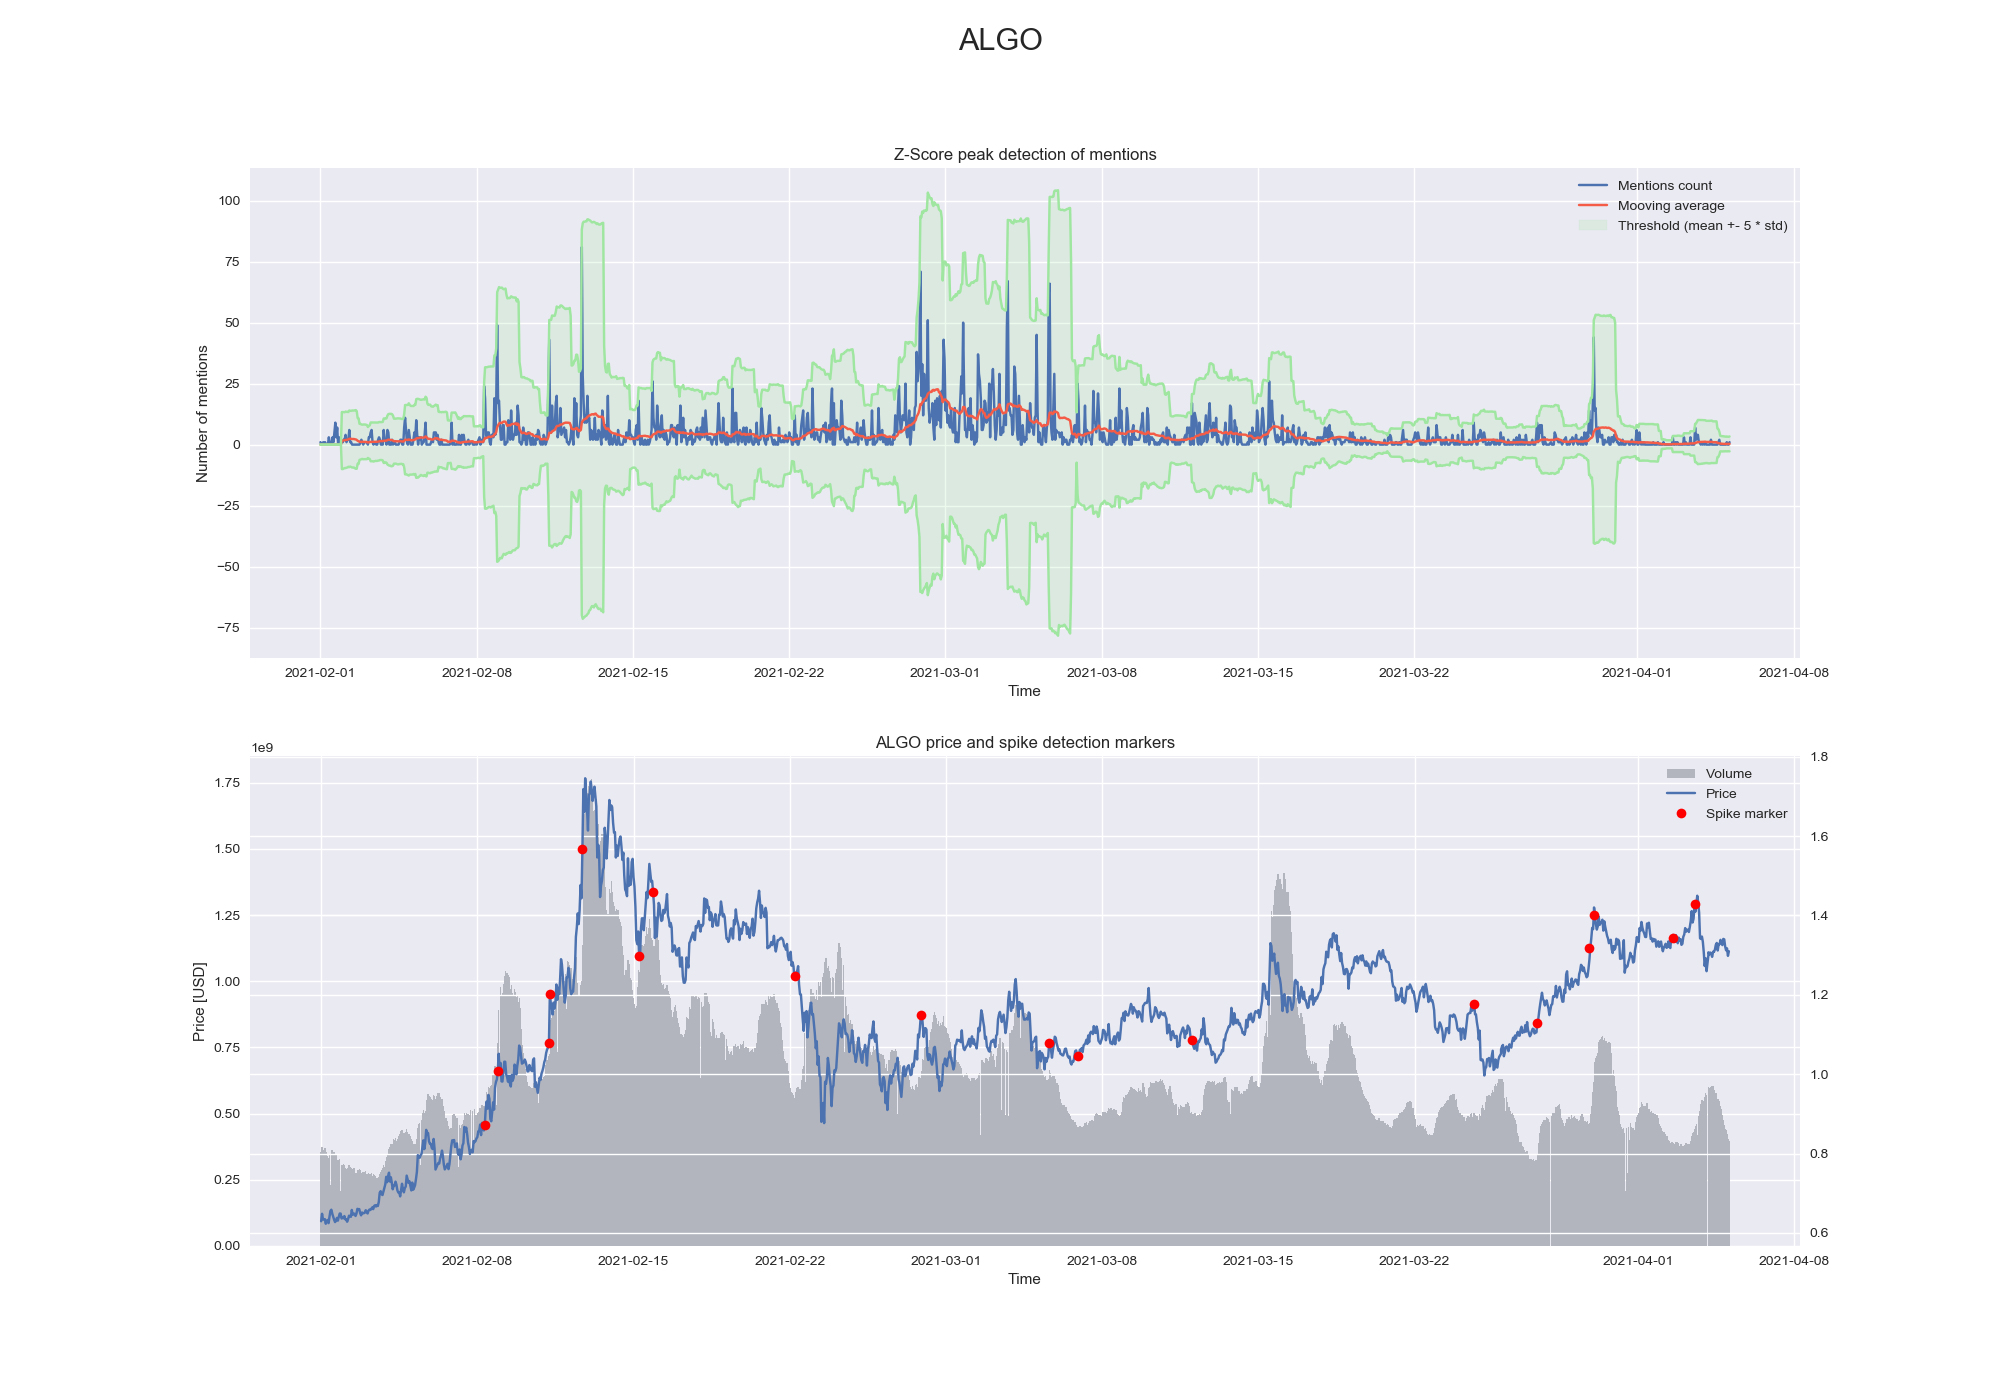 ALGO
Z-Score peak detection of mentions
Mentions count
Mooving average
Threshold (mean +- 5 * std)
Number of mentions
100
75
50
25
0
−25
−50
−75
2021-02-01 2021-02-08 2021-02-15 2021-02-22 2021-03-01 2021-03-08 2021-03-15 2021-03-22 2021-04-01 2021-04-08
Time
ALGO price and spike detection markers
1e9
Volume
Price
Spike marker
Price [USD]
1.75
1.50
1.25
1.00
0.75
0.50
0.25
0.00
1.8
1.6
1.4
1.2
1.0
0.8
0.6
2021-02-01 2021-02-08 2021-02-15 2021-02-22 2021-03-01 2021-03-08 2021-03-15 2021-03-22 2021-04-01 2021-04-08
Time